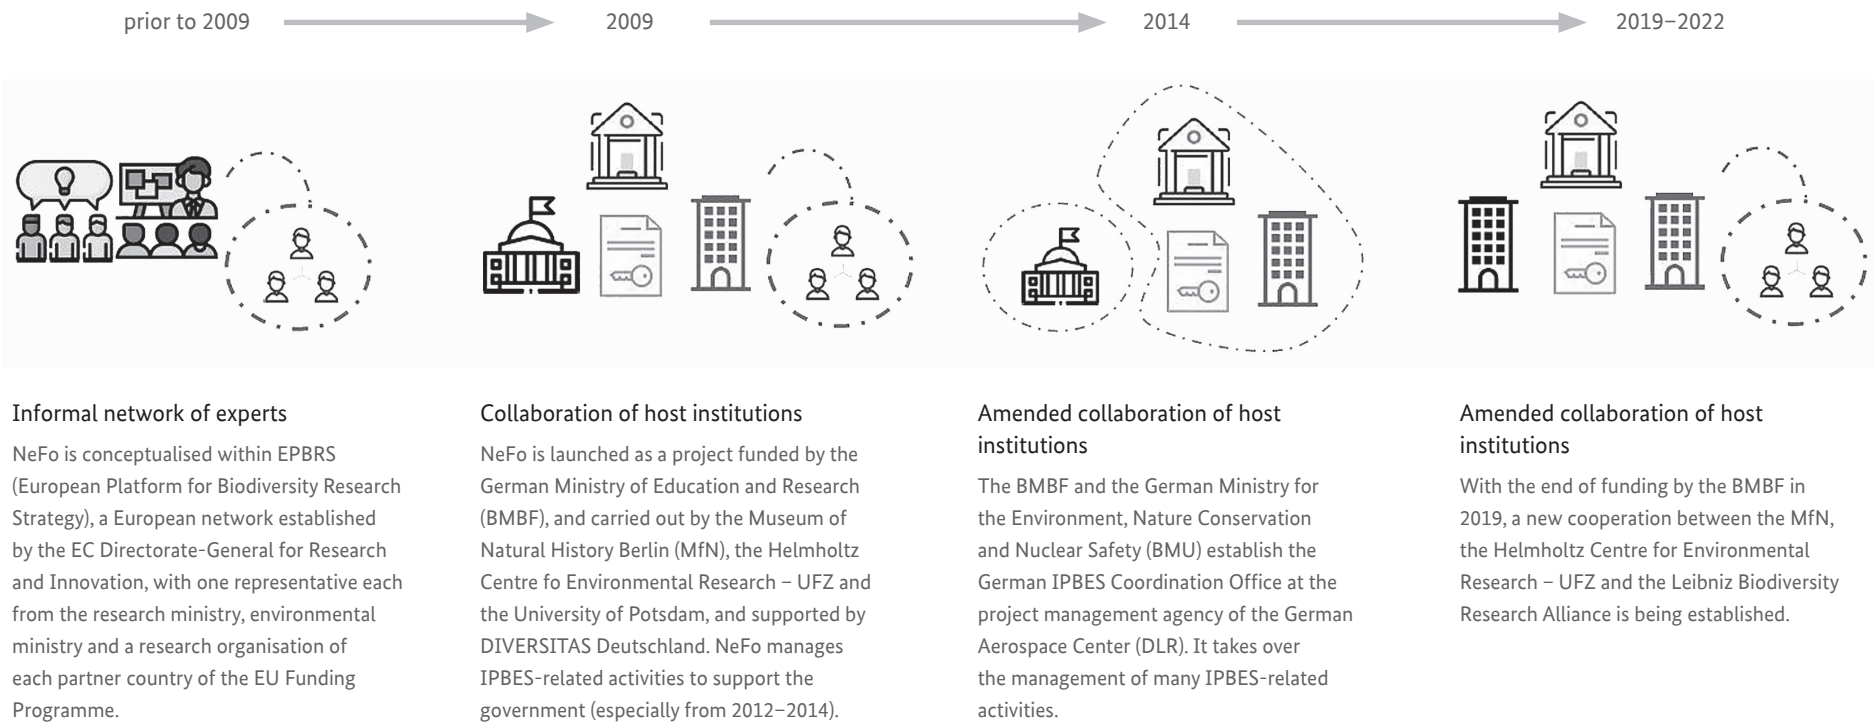 prior to 2009
2009
2014
2019–2022
Informal network of experts
NeFo is conceptualised within EPBRS
(European Platform for Biodiversity Research
Strategy), a European network established
by the EC Directorate-General for Research
and Innovation, with one representative each
from the research ministry, environmental
ministry and a research organisation of
each partner country of the EU Funding
Programme.
Collaboration of host institutions
NeFo is launched as a project funded by the
German Ministry of Education and Research
(BMBF), and carried out by the Museum of
Natural History Berlin (MfN), the Helmholtz
Centre fo Environmental Research – UFZ and
the University of Potsdam, and supported by
DIVERSITAS Deutschland. NeFo manages
IPBES-related activities to support the
government (especially from 2012–2014).
Amended collaboration of host
institutions
The BMBF and the German Ministry for
the Environment, Nature Conservation
and Nuclear Safety (BMU) establish the
German IPBES Coordination Office at the
project management agency of the German
Aerospace Center (DLR). It takes over
the management of many IPBES-related
activities.
Amended collaboration of host
institutions
With the end of funding by the BMBF in
2019, a new cooperation between the MfN,
the Helmholtz Centre for Environmental
Research – UFZ and the Leibniz Biodiversity
Research Alliance is being established.